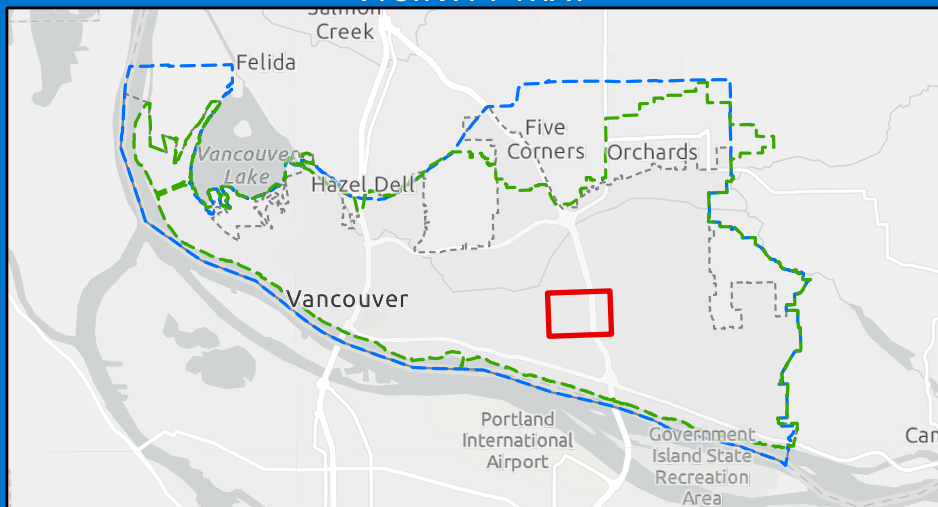 Salmon
Creek
Felida
Five
Corners
Orchards
Vancouver
Lake
Hazel Dell
Vancouver
Portland
International
Airport
Government
Island State
Recreation
Area